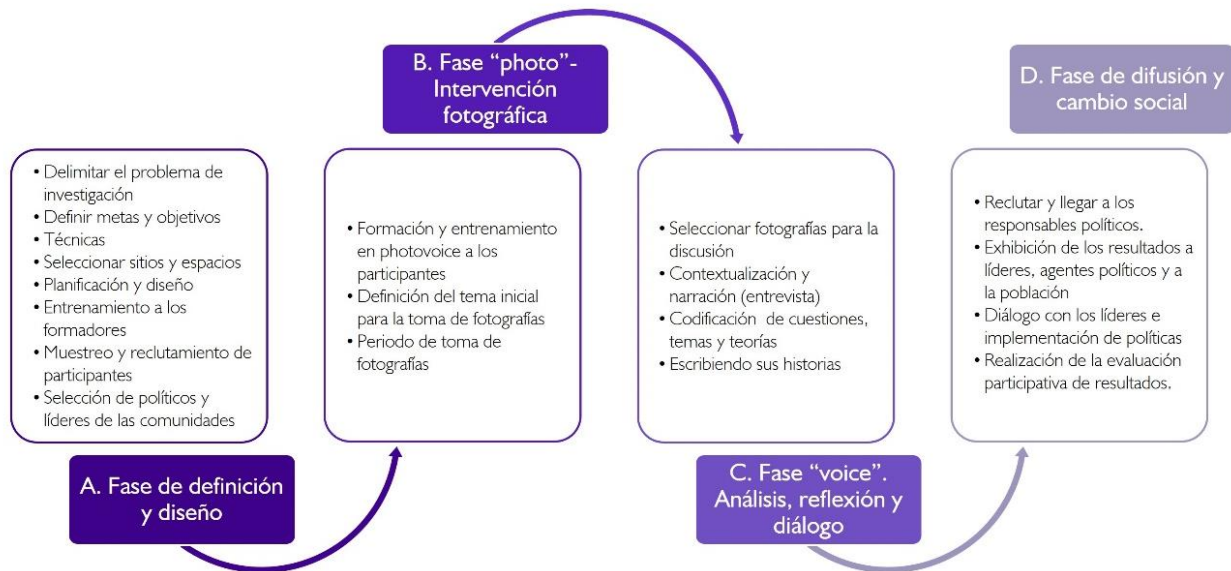 B. Fase “photo”-
Intervención
fotográfica
D. Fase de difusión y
cambio social
• Delimitar el problema de
investigación
• Definir metas y objetivos
• Técnicas
• Seleccionar sitios y espacios
• Planificación y diseño
• Entrenamiento a los
formadores
• Muestreo y reclutamiento de
participantes
• Selección de políticos y
líderes de las comunidades
• Formación y entrenamiento
en photovoice a los
participantes
• Definición del tema inicial
para la toma de fotografías
• Periodo de toma de
fotografías
• Seleccionar fotografías para la
discusión
• Contextualización y
narración (entrevista)
• Codificación de cuestiones,
temas y teorías
• Escribiendo sus historias
• Reclutar y llegar a los
responsables políticos.
• Exhibición de los resultados a
líderes, agentes políticos y a
la población
• Diálogo con los líderes e
implementación de políticas
• Realización de la evaluación
participativa de resultados.
A. Fase de definición
y diseño
C. Fase “voice”.
Análisis, reflexión y
diálogo